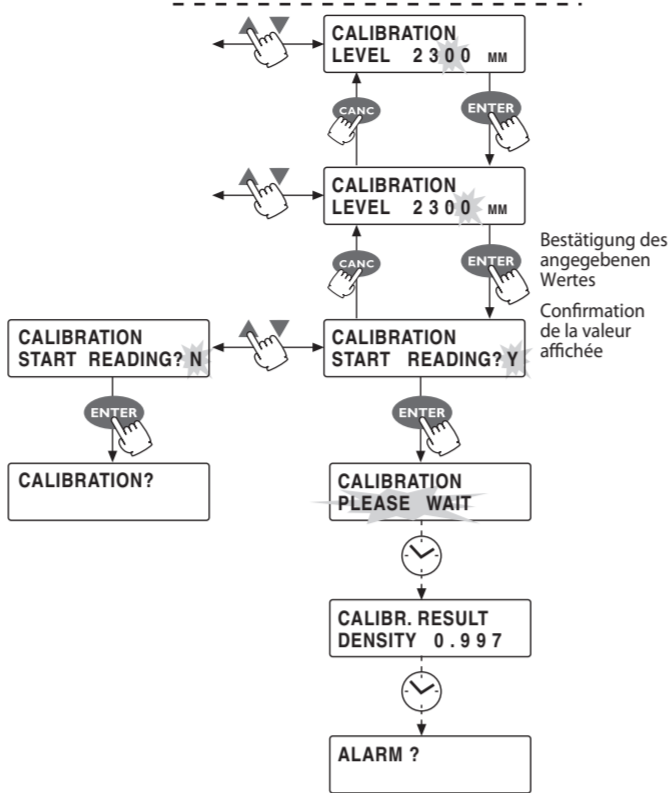 CALIBRATION
LEVEL 2300 MM
CANC
ENTER
CALIBRATION
LEVEL 2300 MM
CANC
ENTER
Bestätigung des
angegebenen
Wertes
Confirmation
de la valeur
affichée
CALIBRATION
START READING? N
CALIBRATION
START READING? Y
ENTER
ENTER
CALIBRATION?
CALIBRATION
PLEASE WAIT
CALIBR. RESULT
DENSITY 0.997
ALARM ?